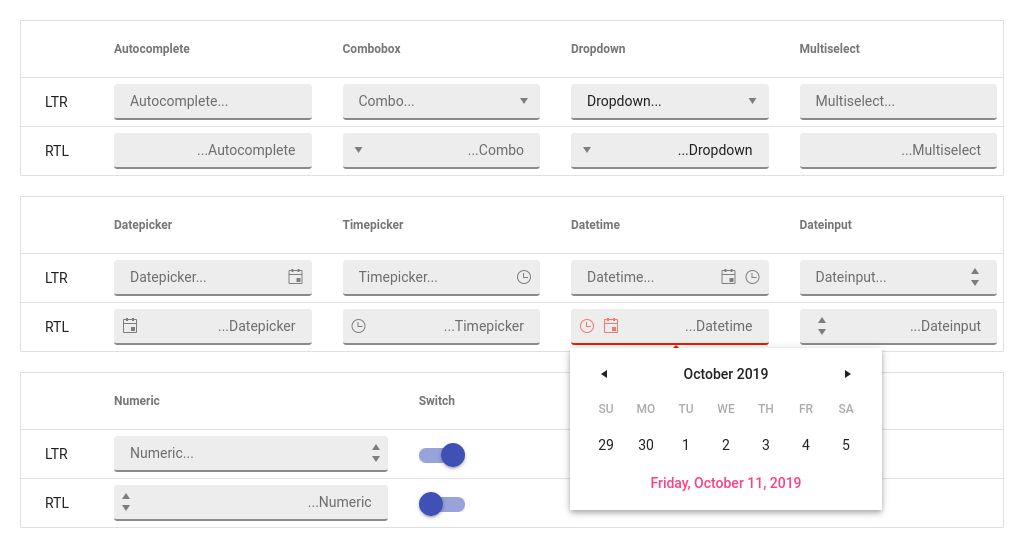 Autocomplete Combobox Dropdown Multiselect
LTR Autocomplete... Combo... Dropdown... Multiselect...
RTL ...Autocomplete ...Combo ...Dropdown ...Multiselect
Datepicker Timepicker Datetime Dateinput
LTR Datepicker... Timepicker... Datetime... Dateinput...
RTL ...Datepicker ...Timepicker ...Datetime ...Dateinput
Numeric Switch
LTR Numeric...
RTL ...Numeric
October 2019
SU MO TU WE TH FR SA
29 30 1 2 3 4 5
Friday, October 11, 2019